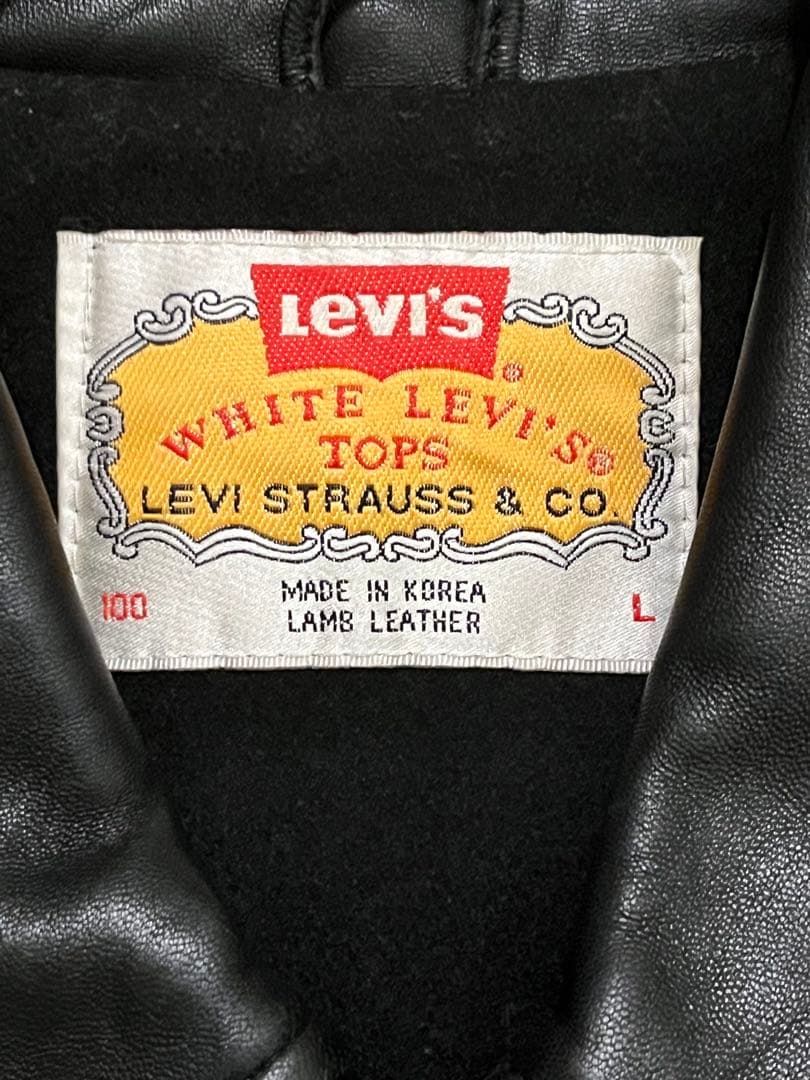 LEVI'S
®
WHITE LEVI'S®
TOPS
LEVI STRAUSS & CO.
MADE IN KOREA
100 LAMB LEATHER L